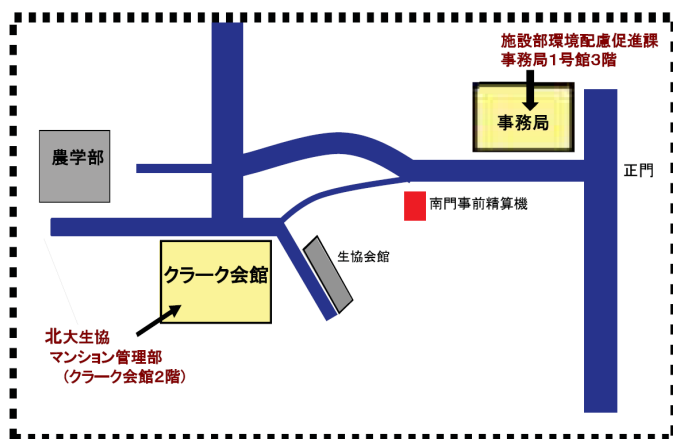 施設部環境配慮促進課
事務局1号館3階
事務局
農学部
正門
南門事前精算機
生協会館
クラーク会館
北大生協
マンション管理部
(クラーク会館2階)